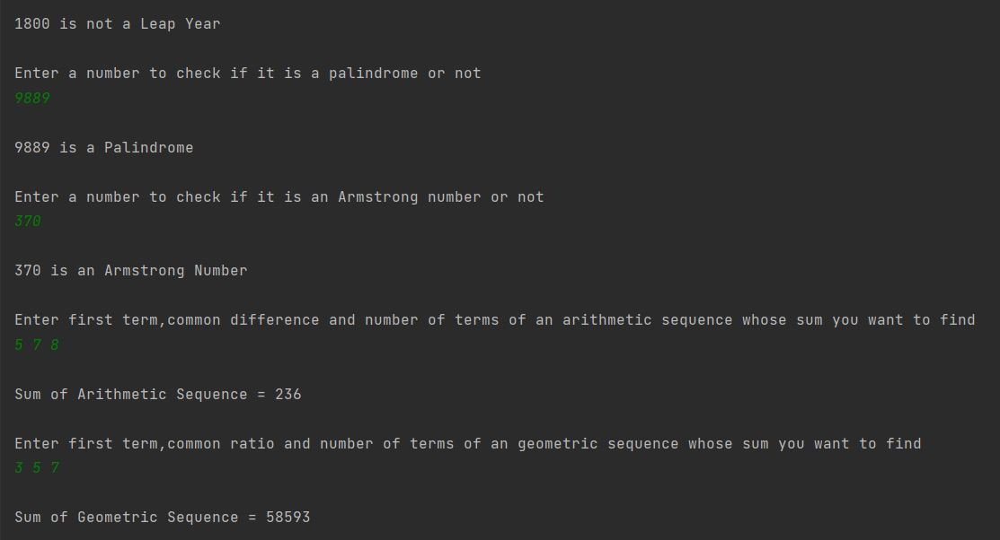 1800 is not a Leap Year
Enter a number to check if it is a palindrome or not
9889
9889 is a Palindrome
Enter a number to check if it is an Armstrong number or not
370
370 is an Armstrong Number
Enter first term,common difference and number of terms of an arithmetic sequence whose sum you want to find
5 7 8
Sum of Arithmetic Sequence = 236
Enter first term,common ratio and number of terms of an geometric sequence whose sum you want to find
3 5 7
Sum of Geometric Sequence = 58593